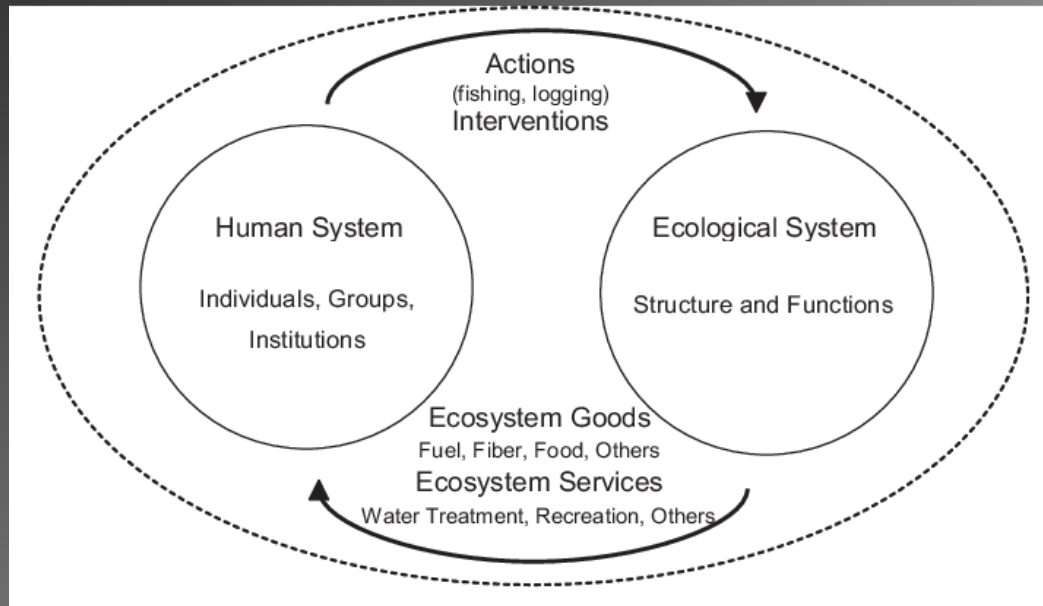 Actions
(fishing, logging)
Interventions
Human System
Individuals, Groups,
Institutions
Ecological System
Structure and Functions
Ecosystem Goods
Fuel, Fiber, Food, Others
Ecosystem Services
Water Treatment, Recreation, Others